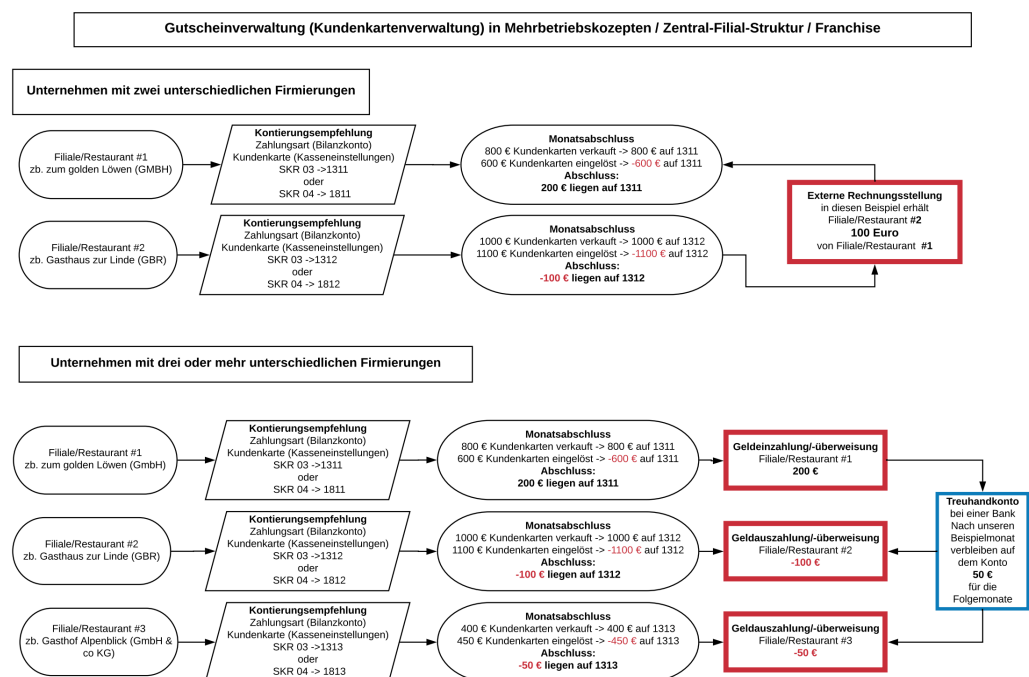 Gutscheinverwaltung (Kundenkartenverwaltung) in Mehrbetriebskozepten / Zentral-Filial-Struktur / Franchise
Unternehmen mit zwei unterschiedlichen Firmierungen
Filiale/Restaurant #1
zb. zum golden Löwen (GMBH)
Kontierungsempfehlung
Zahlungsart (Bilanzkonto)
Kundenkarte (Kasseneinstellungen)
SKR 03 ->1311
oder
SKR 04 -> 1811
Monatsabschluss
800 € Kundenkarten verkauft -> 800 € auf 1311
600 € Kundenkarten eingelöst -> -600 € auf 1311
Abschluss:
200 € liegen auf 1311
Externe Rechnungsstellung
in diesen Beispiel erhält
Filiale/Restaurant #2
100 Euro
von Filiale/Restaurant #1
Filiale/Restaurant #2
zb. Gasthaus zur Linde (GBR)
Kontierungsempfehlung
Zahlungsart (Bilanzkonto)
Kundenkarte (Kasseneinstellungen)
SKR 03 ->1312
oder
SKR 04 -> 1812
Monatsabschluss
1000 € Kundenkarten verkauft -> 1000 € auf 1312
1100 € Kundenkarten eingelöst -> -1100 € auf 1312
Abschluss:
-100 € liegen auf 1312
Unternehmen mit drei oder mehr unterschiedlichen Firmierungen
Filiale/Restaurant #1
zb. zum golden Löwen (GmbH)
Kontierungsempfehlung
Zahlungsart (Bilanzkonto)
Kundenkarte (Kasseneinstellungen)
SKR 03 ->1311
oder
SKR 04 -> 1811
Monatsabschluss
800 € Kundenkarten verkauft -> 800 € auf 1311
600 € Kundenkarten eingelöst -> -600 € auf 1311
Abschluss:
200 € liegen auf 1311
Geldeinzahlung/-überweisung
Filiale/Restaurant #1
200 €
Treuhandkonto
bei einer Bank
Nach unseren
Beispielmonat
verbleiben auf
dem Konto
50 €
für die
Folgemonate
Filiale/Restaurant #2
zb. Gasthaus zur Linde (GBR)
Kontierungsempfehlung
Zahlungsart (Bilanzkonto)
Kundenkarte (Kasseneinstellungen)
SKR 03 ->1312
oder
SKR 04 -> 1812
Monatsabschluss
1000 € Kundenkarten verkauft -> 1000 € auf 1312
1100 € Kundenkarten eingelöst -> -1100 € auf 1312
Abschluss:
-100 € liegen auf 1312
Geldauszahlung/-überweisung
Filiale/Restaurant #2
-100 €
Filiale/Restaurant #3
zb. Gasthof Alpenblick (GmbH &
co KG)
Kontierungsempfehlung
Zahlungsart (Bilanzkonto)
Kundenkarte (Kasseneinstellungen)
SKR 03 ->1313
oder
SKR 04 -> 1813
Monatsabschluss
400 € Kundenkarten verkauft -> 400 € auf 1313
450 € Kundenkarten eingelöst -> -450 € auf 1313
Abschluss:
-50 € liegen auf 1313
Geldauszahlung/-überweisung
Filiale/Restaurant #3
-50 €